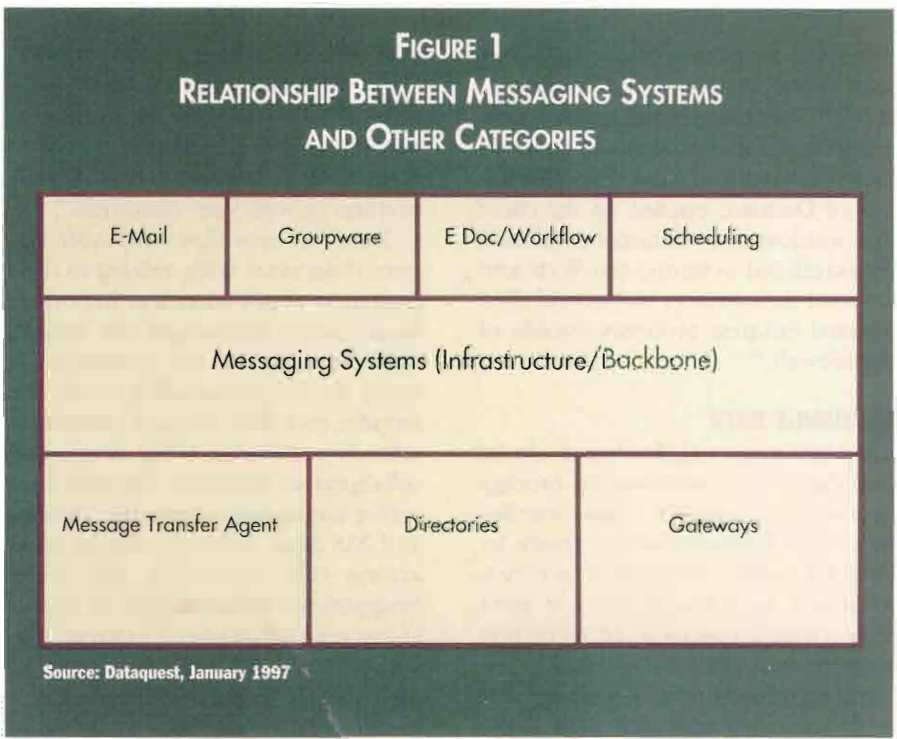 FIGURE 1
RELATIONSHIP BETWEEN MESSAGING SYSTEMS
AND OTHER CATEGORIES
E-Mail
Groupware
E Doc/Workflow
Scheduling
Messaging Systems (Infrastructure/Backbone)
Message Transfer Agent
Directories
Gateways
Source: Dataquest, January 1997